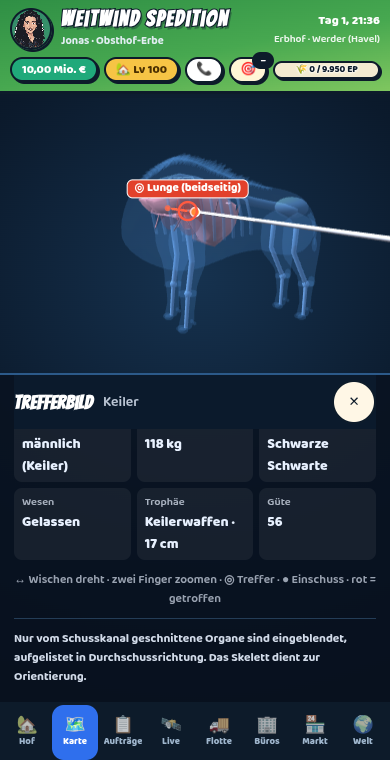 WEITWIND SPEDITION
Jonas · Obsthof-Erbe
Tag 1, 21:36
Erbhof · Werder (Havel)
10,00 Mio. €
Lv 100
–
0 / 9.950 EP
◎ Lunge (beidseitig)
TREFFERBILD Keiler
✕
männlich (Keiler)
118 kg
Schwarze Schwarte
Wesen
Gelassen
Trophäe
Keilerwaffen · 17 cm
Güte
56
↔ Wischen dreht · zwei Finger zoomen · ◎ Treffer · ● Einschuss · rot =
getroffen
Nur vom Schusskanal geschnittene Organe sind eingeblendet,
aufgelistet in Durchschussrichtung. Das Skelett dient zur
Orientierung.
Hof
Karte
Aufträge
Live
Flotte
Büros
Markt
Welt